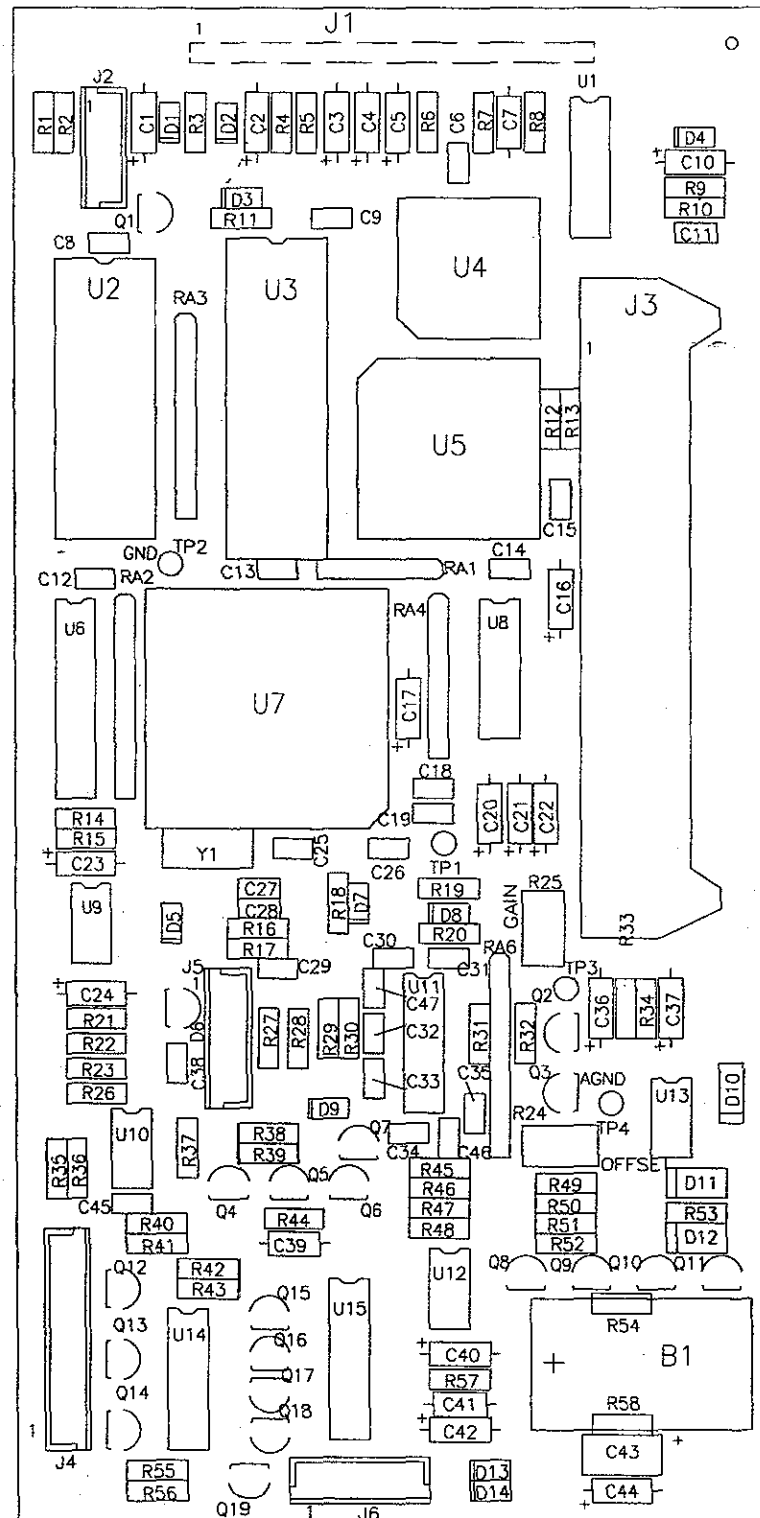 1
J1
J2
1
U1
R1
R2
C1
D1
R3
D2
C2
R4
R5
C3
C4
C5
R6
C6
R7
C7
R8
+
+
+
+
+
D4
+
C10
R9
R10
C11
Q1
D3
R11
C9
C8
U2
RA3
U3
U4
J3
1
U5
R12
R13
C15
GND
TP2
C14
C12
RA2
C13
RA1
C16
+
U6
RA4
U8
U7
C17
+
C18
C19
C20
C21
C22
+
+
+
R14
R15
+
C23
Y1
C25
C26
TP1
U9
D5
C27
C28
R16
R17
R18
D7
R19
D8
R20
GAIN
R25
R33
C30
C31
RA6
J5
C29
1
TP3
+
C24
R21
R22
R23
R26
D6
C38
R27
R28
R29
R30
C47
C32
C33
U11
R31
R32
Q2
C36
R34
C37
+
+
Q3
AGND
C35
D9
R24
TP4
U13
D10
U10
R37
R38
R39
Q7
C34
C46
R35
R36
OFFSET
Q5
R45
R46
R47
R48
R49
R50
R51
R52
D11
R53
D12
C45
Q4
Q6
R40
R41
R44
C39
Q12
R42
R43
U12
Q8
Q9
Q10
Q11
Q15
U15
Q13
U14
Q16
R54
+
B1
+
C40
Q17
R57
Q14
C41
R58
Q18
+
C42
1
J4
C43
+
R55
R56
D13
D14
C44
+
Q19
1
J6